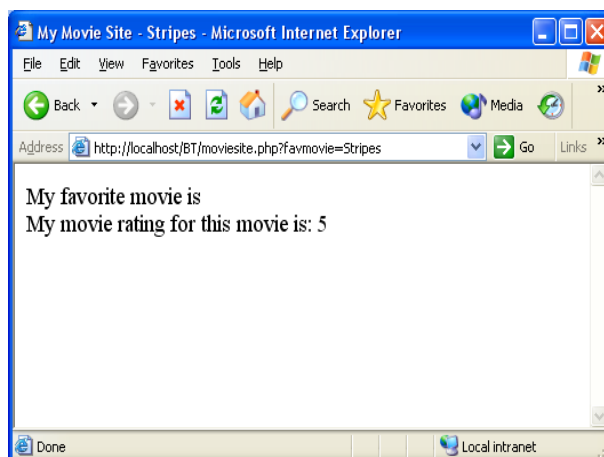 My Movie Site - Stripes - Microsoft Internet Explorer
File Edit View Favorites Tools Help
Back Search Favorites Media »
Address http://localhost/BT/moviesite.php?favmovie=Stripes Go Links »
My favorite movie is
My movie rating for this movie is: 5
Done Local intranet